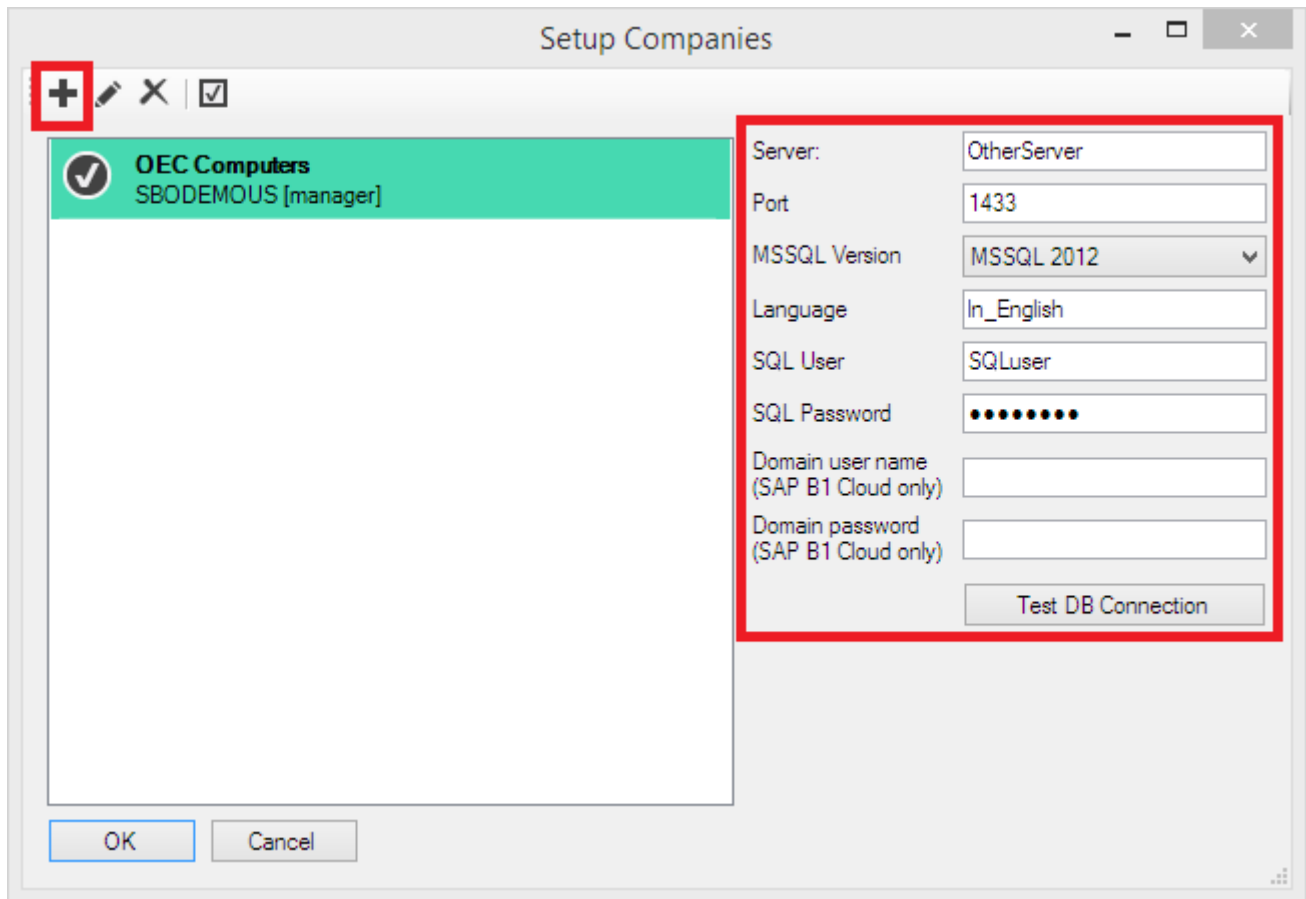 Setup Companies
OEC Computers
SBODEMOUS [manager]
Server:
OtherServer
Port
1433
MSSQL Version
MSSQL 2012
Language
ln_English
SQL User
SQLuser
SQL Password
••••••••
Domain user name
(SAP B1 Cloud only)
Domain password
(SAP B1 Cloud only)
Test DB Connection
OK
Cancel